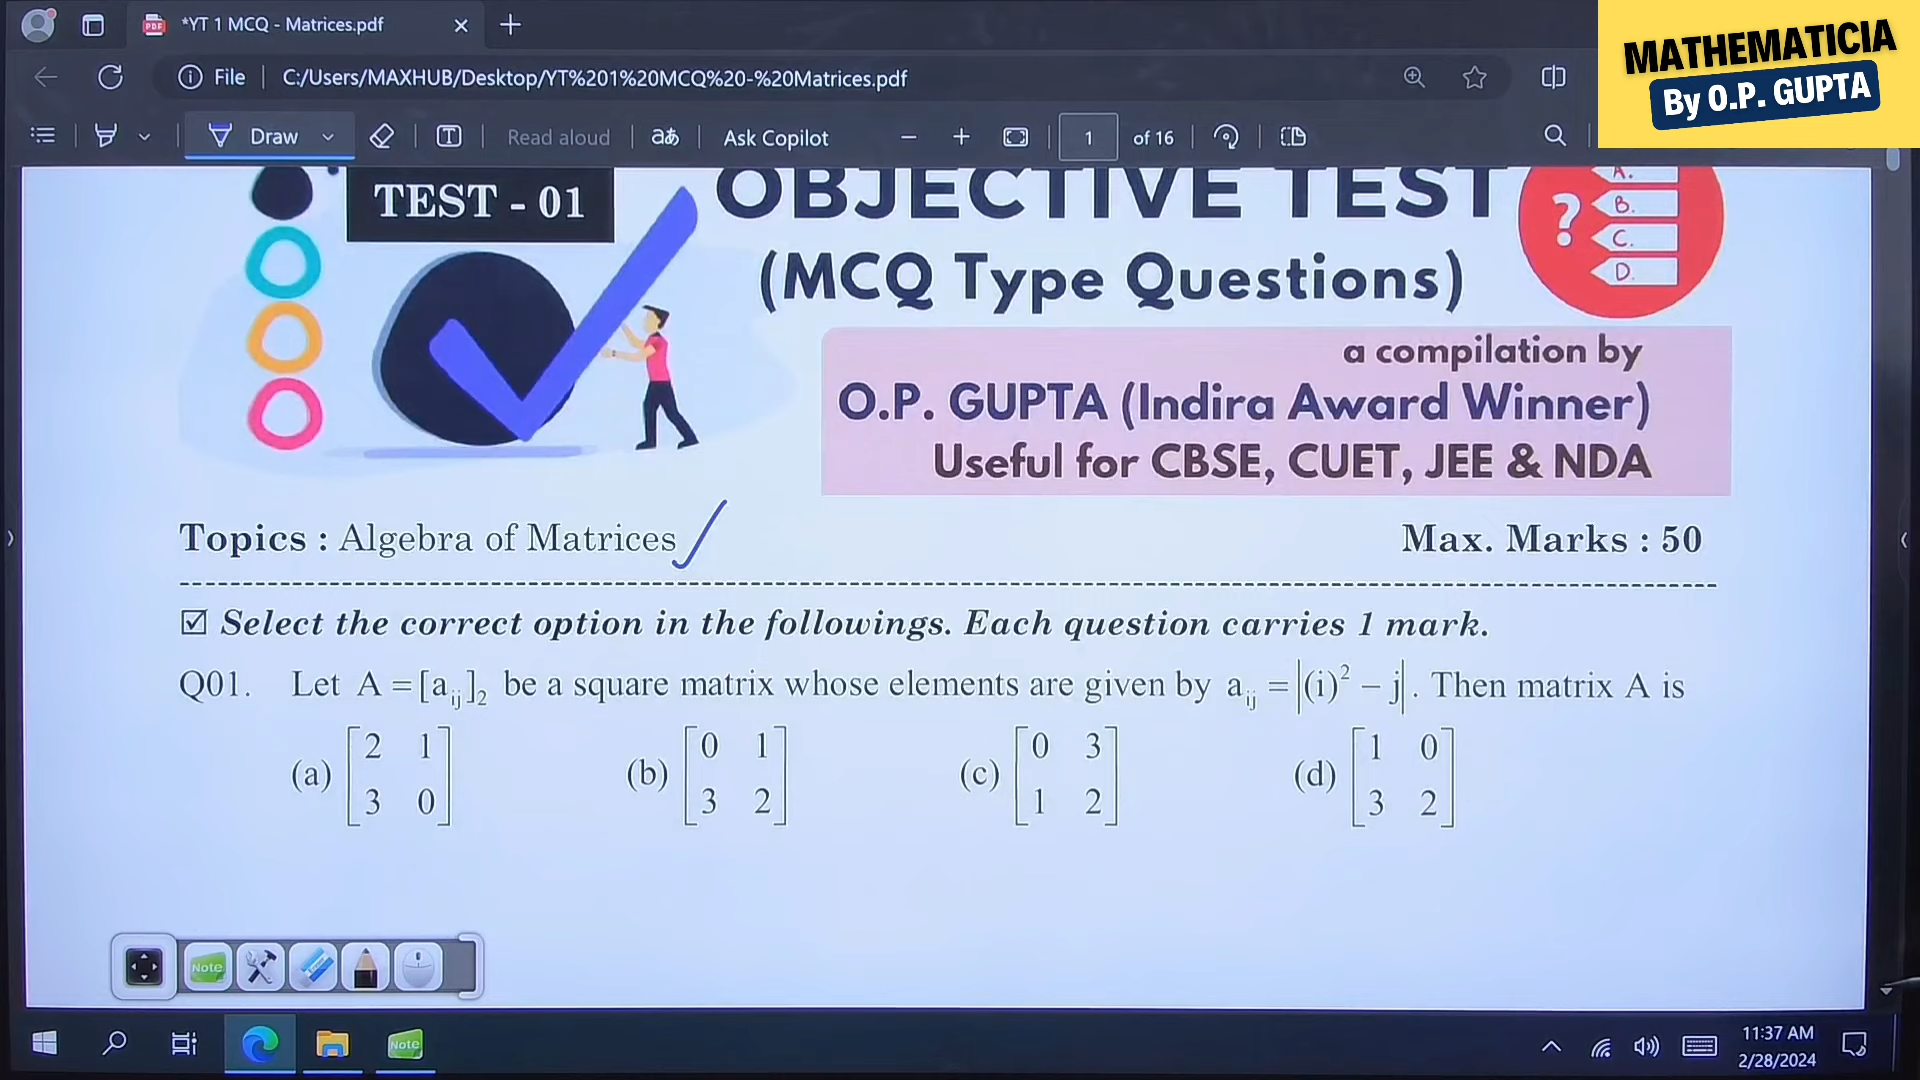 *YT 1 MCQ - Matrices.pdf
MATHEMATICIA
By O.P. GUPTA
File C:/Users/MAXHUB/Desktop/YT%201%20MCQ%20-%20Matrices.pdf
Draw T Read aloud aあ Ask Copilot 1 of 16
TEST - 01
OBJECTIVE TEST
(MCQ Type Questions)
? A. B. C. D.
a compilation by
O.P. GUPTA (Indira Award Winner)
Useful for CBSE, CUET, JEE & NDA
Topics : Algebra of Matrices Max. Marks : 50
☑ Select the correct option in the followings. Each question carries 1 mark.
Q01. Let A = [a_ij]_2 be a square matrix whose elements are given by a_ij = |(i)² − j|. Then matrix A is
(a) [2 1 (b) [0 1 (c) [0 3 (d) [1 0
3 0] 3 2] 1 2] 3 2]
Note
Note
11:37 AM
2/28/2024